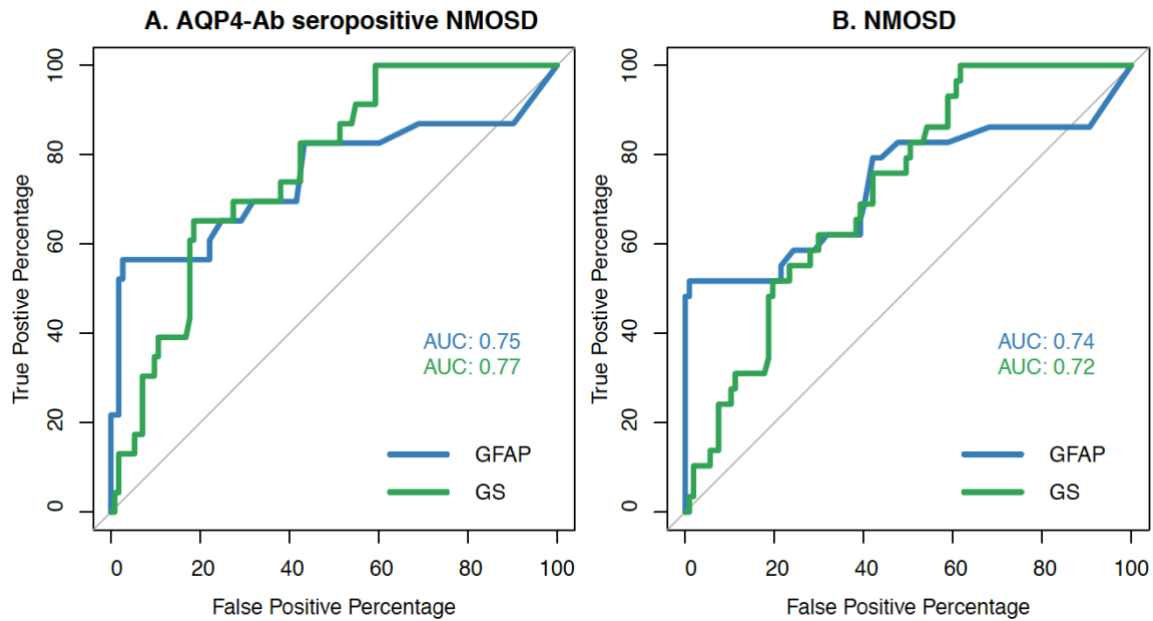 A. AQP4-Ab seropositive NMOSD
True Postive Percentage
100
80
60
40
20
0
AUC: 0.75
AUC: 0.77
GFAP
GS
0 20 40 60 80 100
False Positive Percentage
B. NMOSD
True Postive Percentage
100
80
60
40
20
0
AUC: 0.74
AUC: 0.72
GFAP
GS
0 20 40 60 80 100
False Positive Percentage